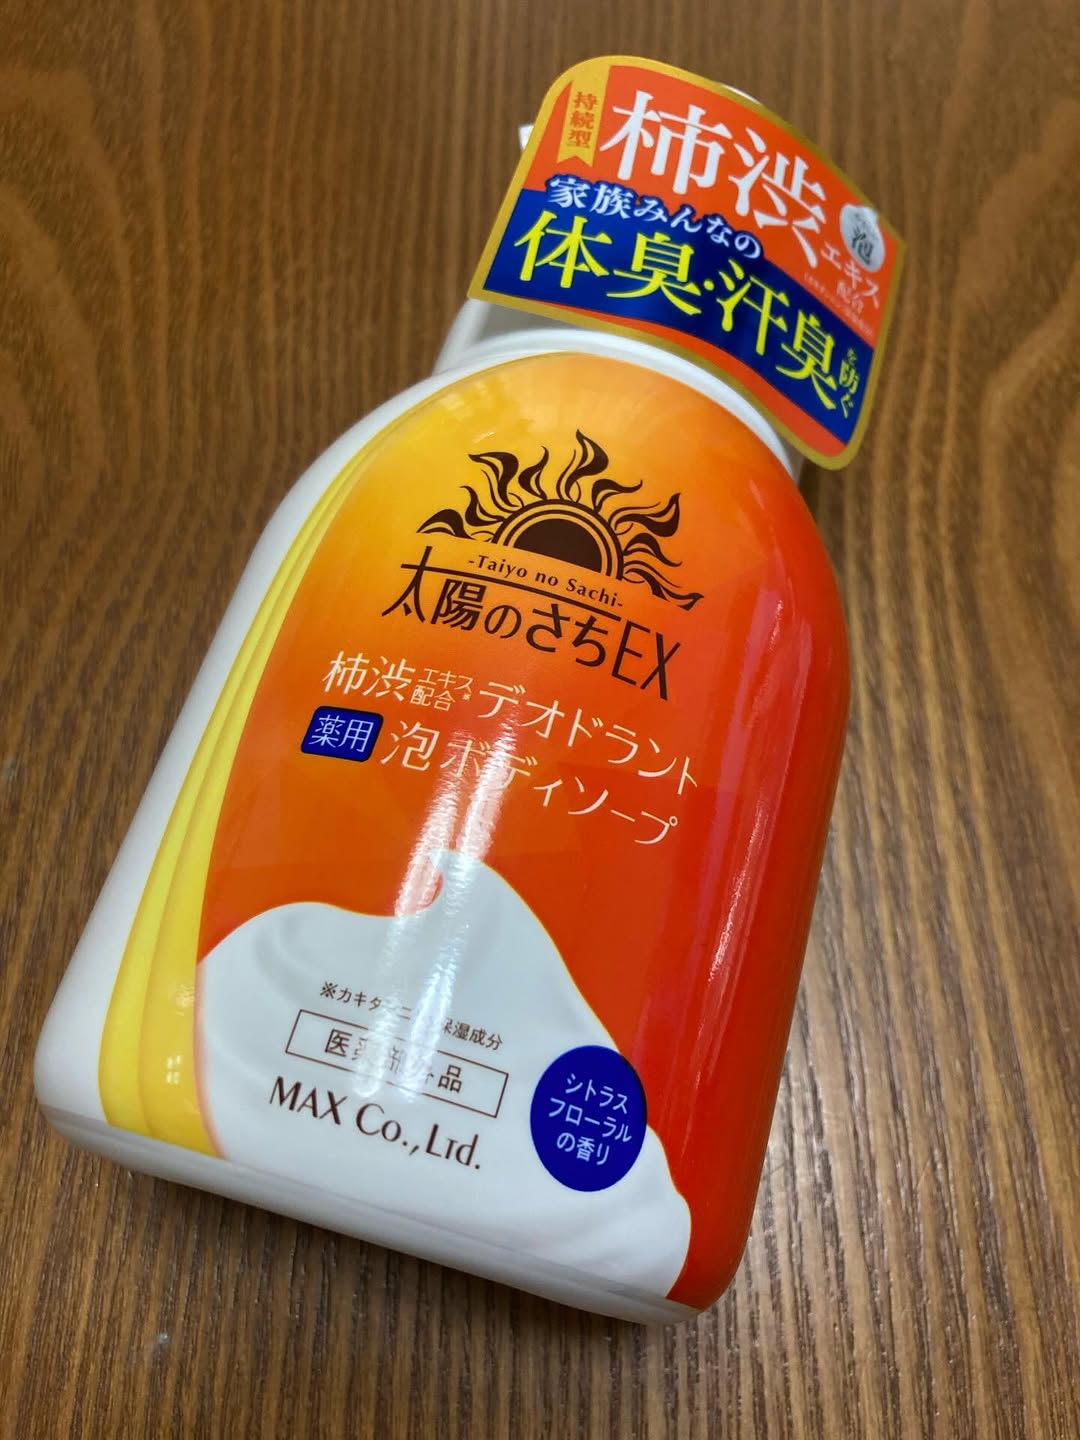 持続型
柿渋
エキス
配合
泡
家族みんなの
体臭・汗臭を防ぐ
-Taiyo no Sachi-
太陽のさちEX
柿渋エキス配合※・デオドラント
薬用 泡ボディソープ
保湿成分
医薬部外品
MAX Co., Ltd.
シトラス
フローラル
の香り